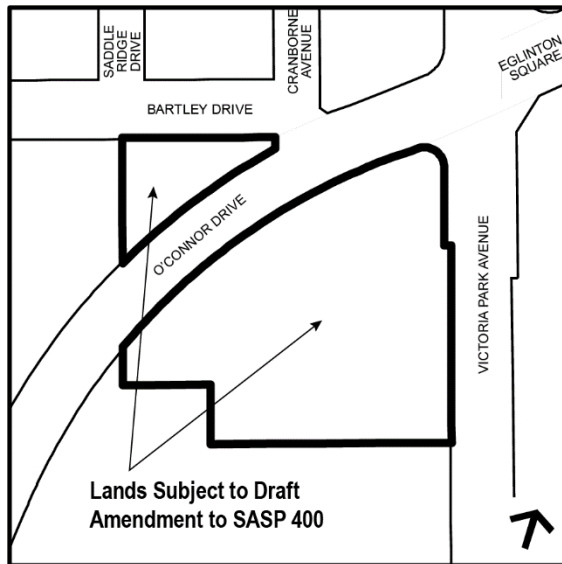 SADDLE
RIDGE
DRIVE
CRANBORNE
AVENUE
EGLINTON
SQUARE
BARTLEY DRIVE
O'CONNOR DRIVE
VICTORIA PARK AVENUE
Lands Subject to Draft
Amendment to SASP 400